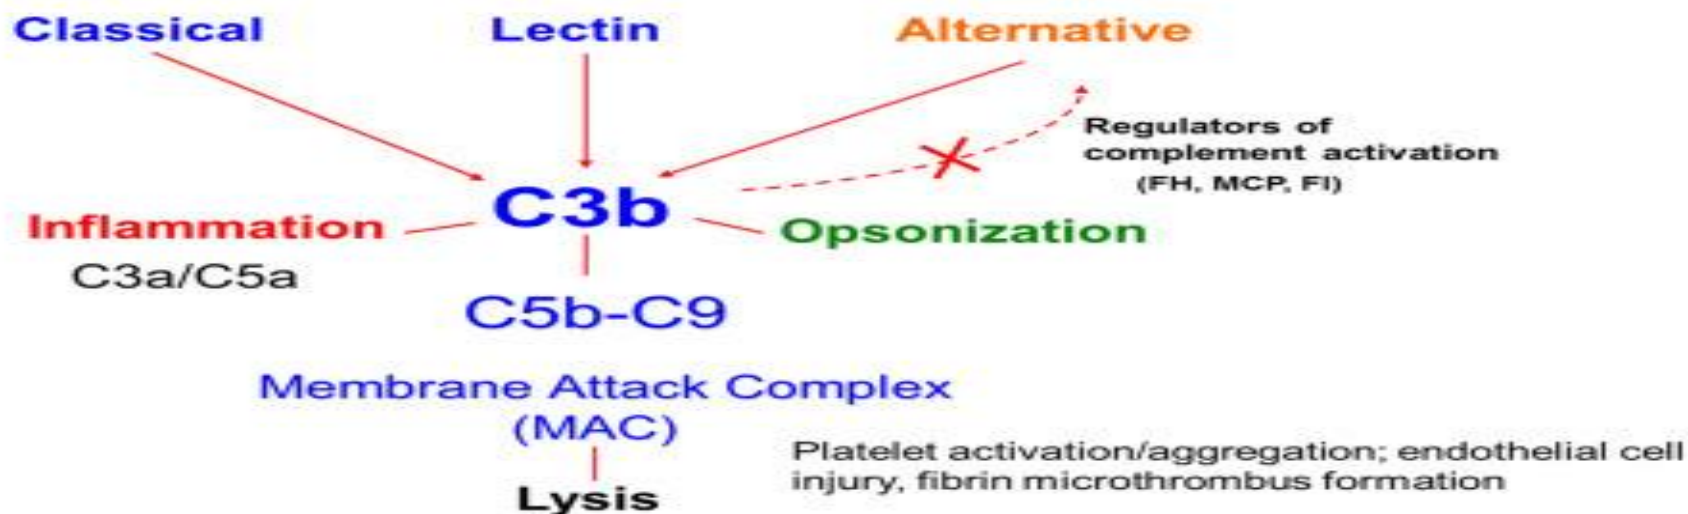 Classical
Lectin
Alternative
Regulators of
complement activation
(FH, MCP, FI)
C3b
Inflammation
C3a/C5a
Opsonization
C5b-C9
Membrane Attack Complex
(MAC)
Platelet activation/aggregation; endothelial cell
injury, fibrin microthrombus formation
Lysis